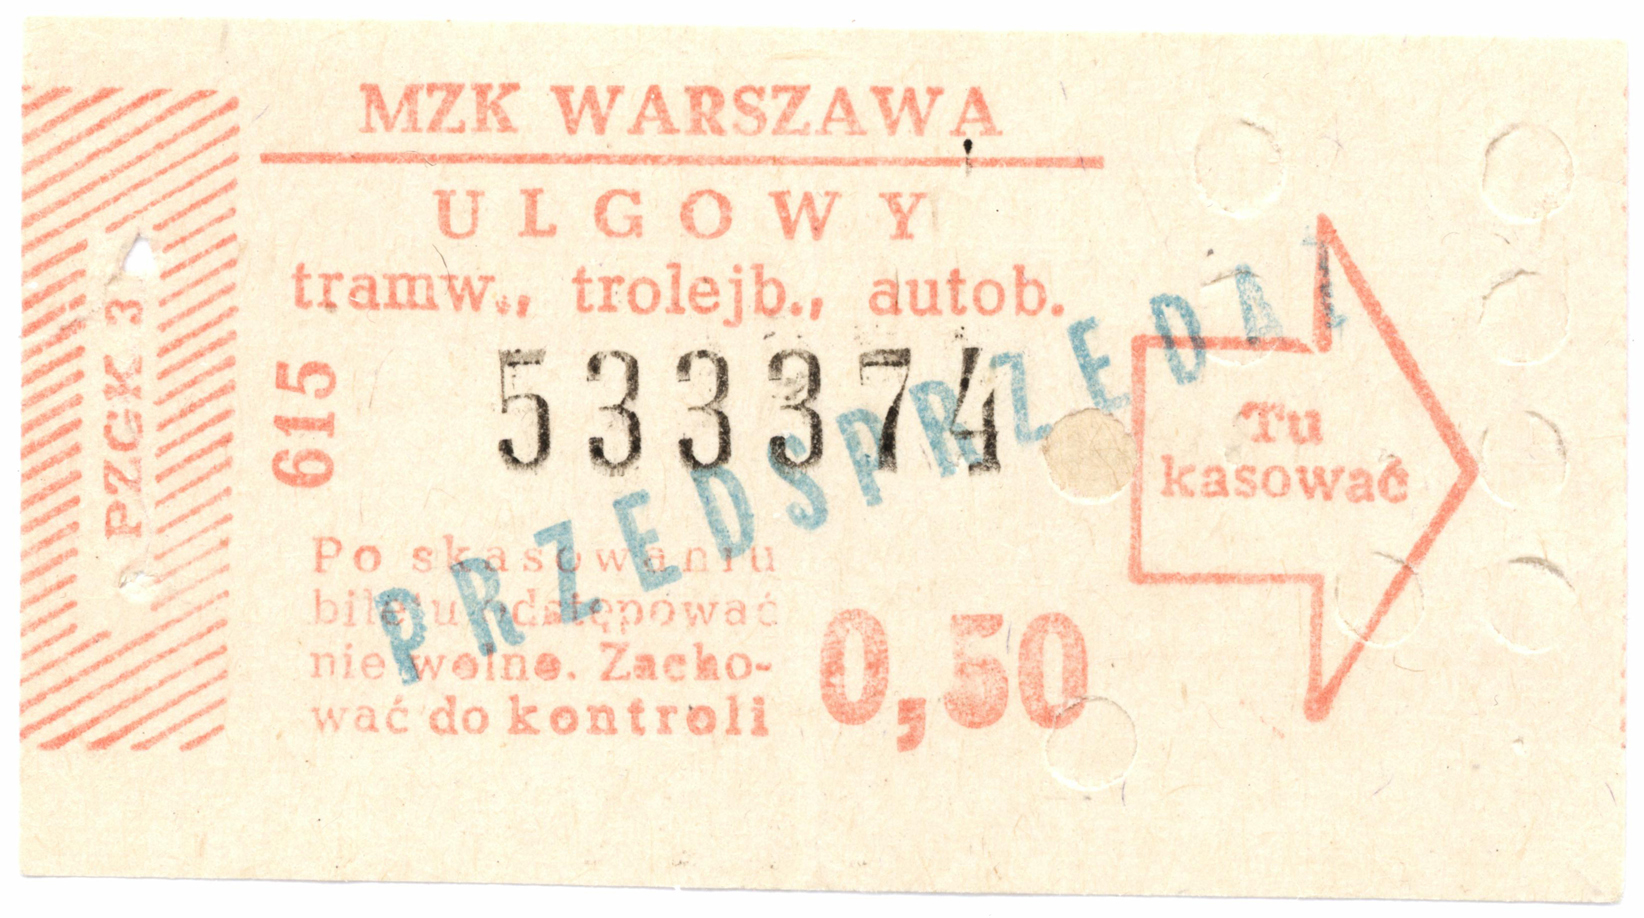 MZK WARSZAWA
ULGOWY
tramw., trolejb., autob.
PZGK 3
615
533374
PRZEDSPRZEDAŻ
Tu
kasować
Po skasowaniu
biletu odstępować
nie wolno. Zacho-
wać do kontroli
0,50